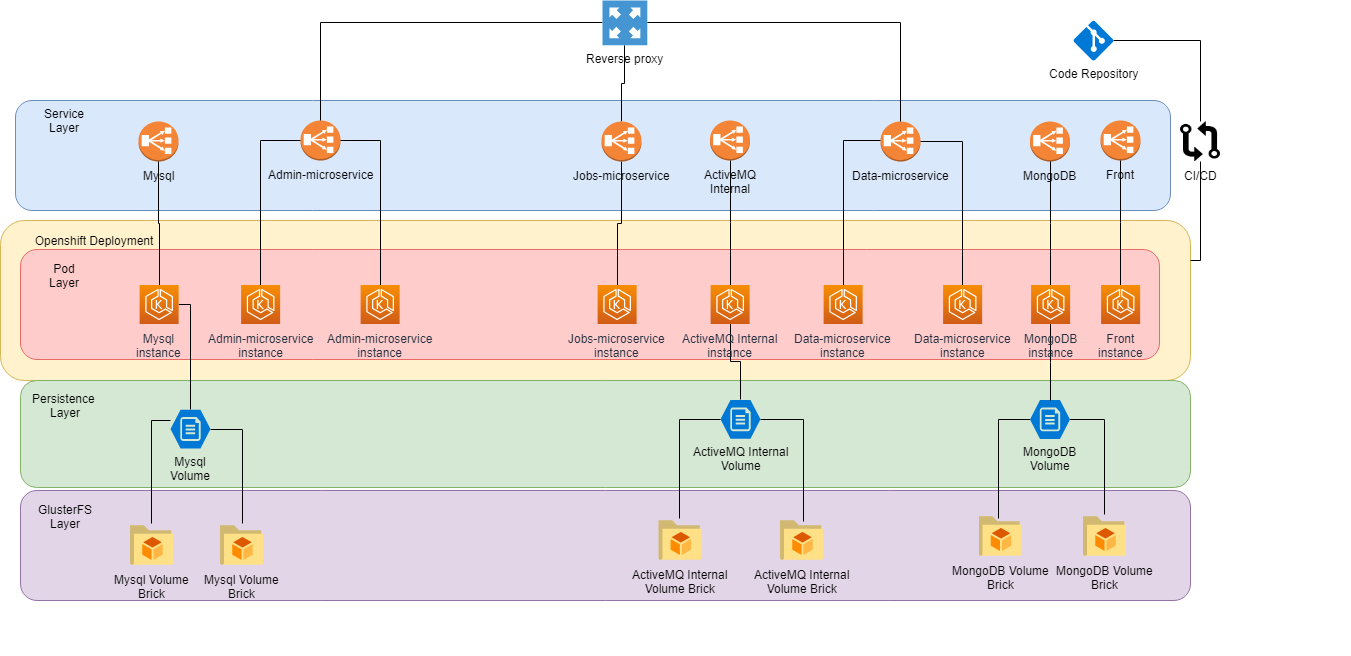 Reverse proxy
Code Repository
Service
Layer
Mysql
Admin-microservice
Jobs-microservice
ActiveMQ
Internal
Data-microservice
MongoDB
Front
CI/CD
Openshift Deployment
Pod
Layer
Mysql
instance
Admin-microservice
instance
Admin-microservice
instance
Jobs-microservice
instance
ActiveMQ Internal
instance
Data-microservice
instance
Data-microservice
instance
MongoDB
instance
Front
instance
Persistence
Layer
Mysql
Volume
ActiveMQ Internal
Volume
MongoDB
Volume
GlusterFS
Layer
Mysql Volume
Brick
Mysql Volume
Brick
ActiveMQ Internal
Volume Brick
ActiveMQ Internal
Volume Brick
MongoDB Volume
Brick
MongoDB Volume
Brick